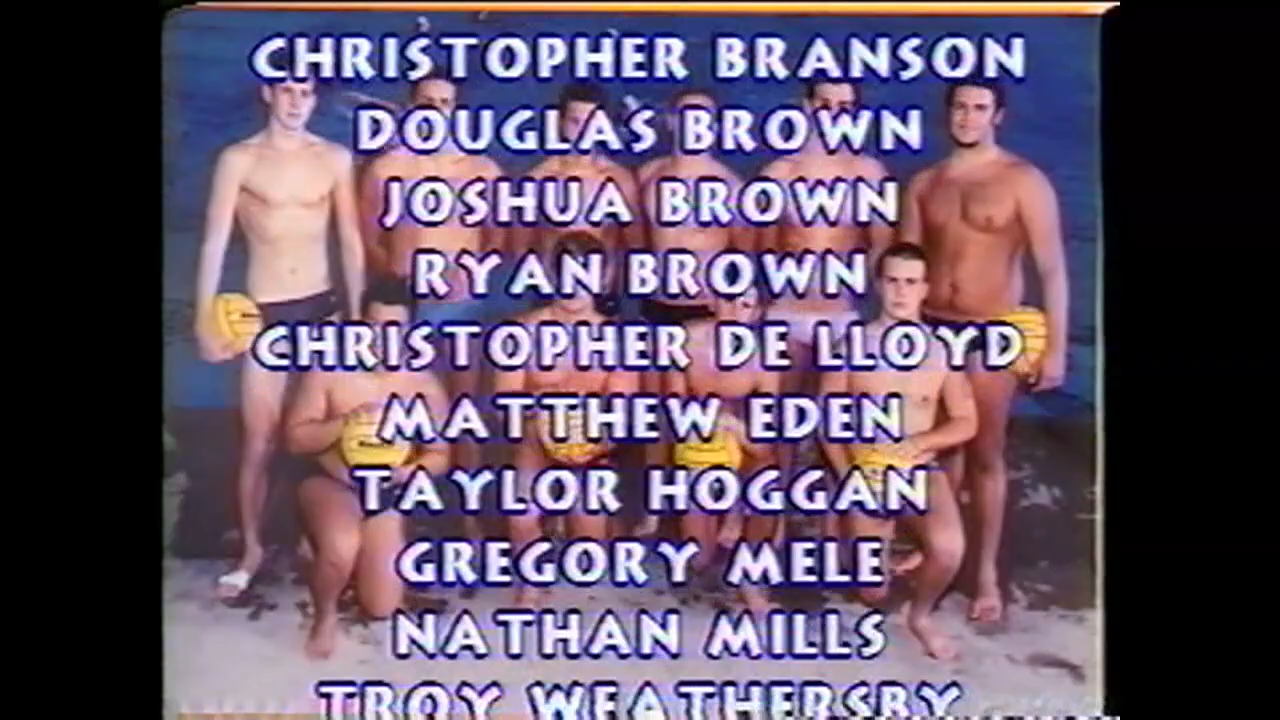 CHRISTOPHER BRANSON
DOUGLAS BROWN
JOSHUA BROWN
RYAN BROWN
CHRISTOPHER DE LLOYD
MATTHEW EDEN
TAYLOR HOGGAN
GREGORY MELE
NATHAN MILLS
TROY WEATHERSBY